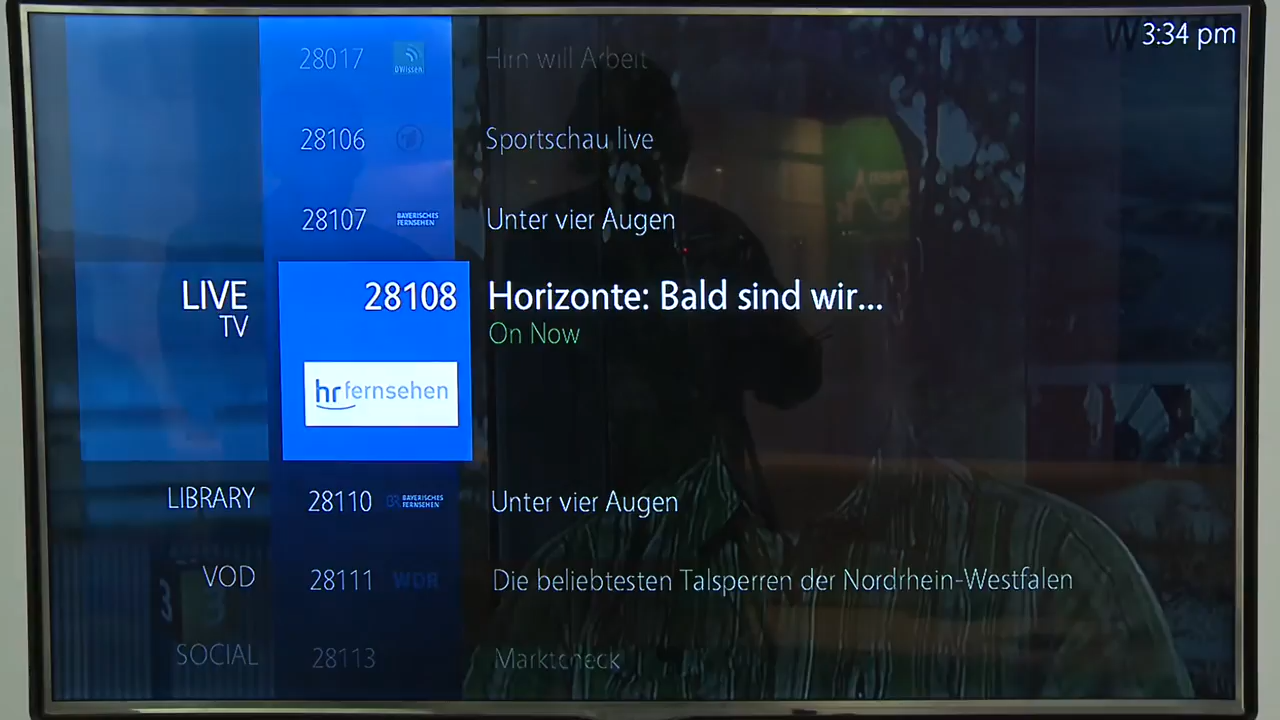 3:34 pm
28017 DWissen Hirn will Arbeit
28106 Sportschau live
28107 BAYERISCHES FERNSEHEN Unter vier Augen
LIVE TV
28108 Horizonte: Bald sind wir...
On Now
hr fernsehen
LIBRARY
28110 BAYERISCHES FERNSEHEN Unter vier Augen
VOD
28111 WDR Die beliebtesten Talsperren der Nordrhein-Westfalen
SOCIAL
28113 Marktcheck